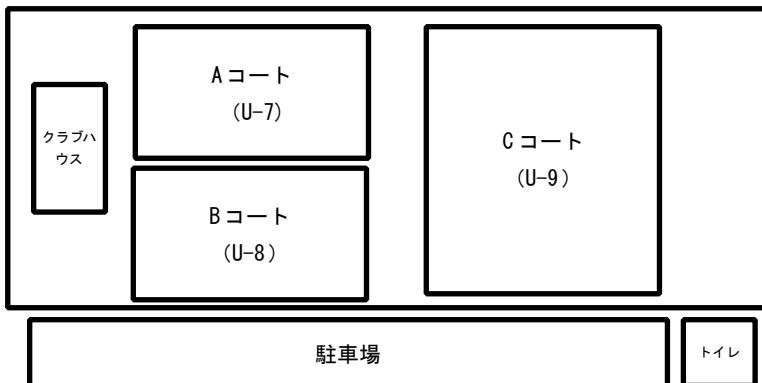 Aコート
(U-7)
クラブハ
ウス
Bコート
(U-8)
Cコート
(U-9)
駐車場
トイレ